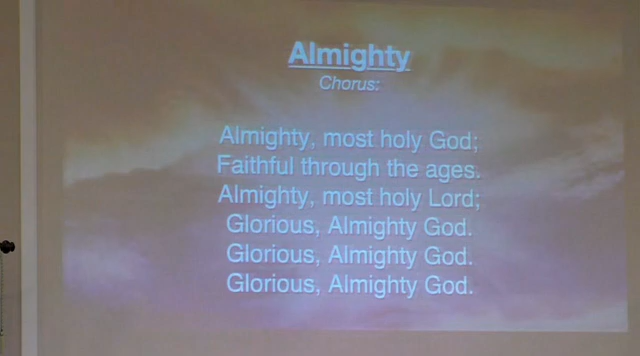 Almighty
Chorus:
Almighty, most holy God;
Faithful through the ages.
Almighty, most holy Lord;
Glorious, Almighty God.
Glorious, Almighty God.
Glorious, Almighty God.